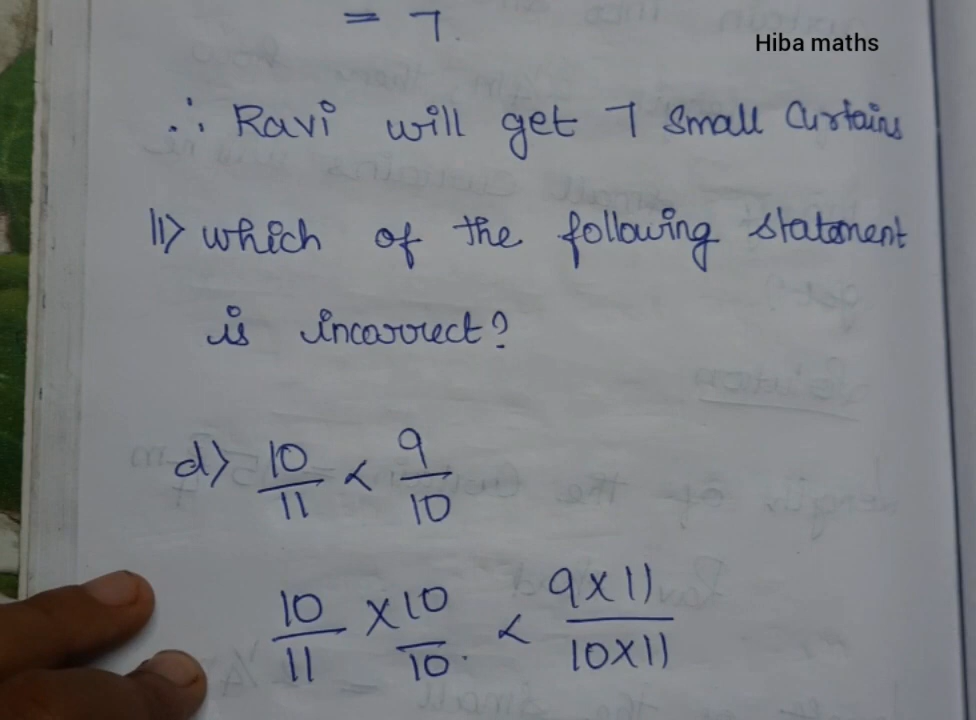 = 7.
Hiba maths
∴ Ravi will get 7 small curtains
11) which of the following statement
is incorrect?
d) 10/11 < 9/10
10/11 × 10/10 < 9×11/10×11